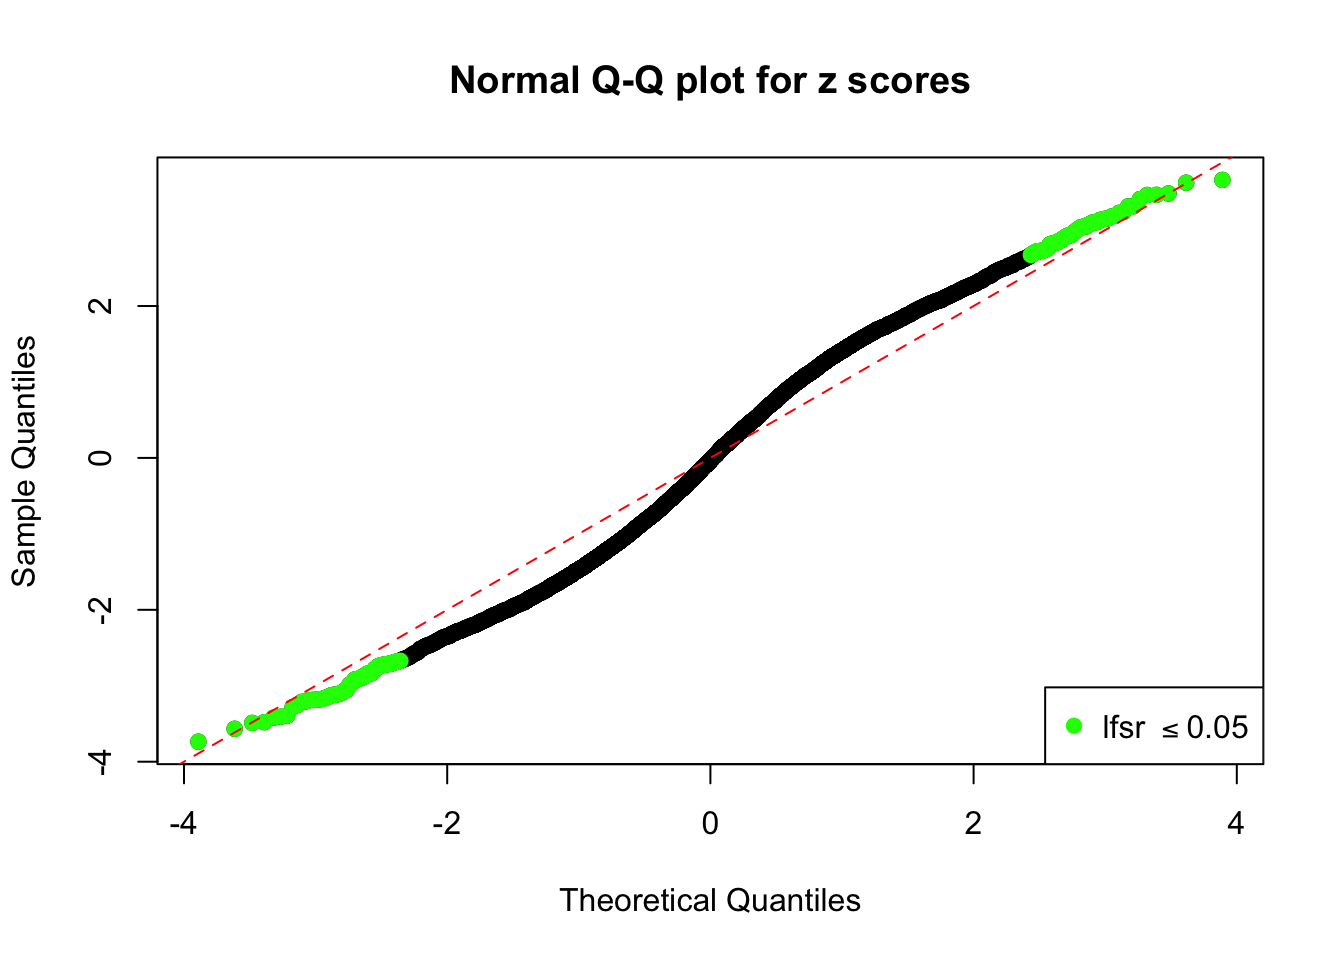 Normal Q-Q plot for z scores
Sample Quantiles
2
0
-2
-4
-4
-2
0
2
4
Theoretical Quantiles
lfsr ≤ 0.05